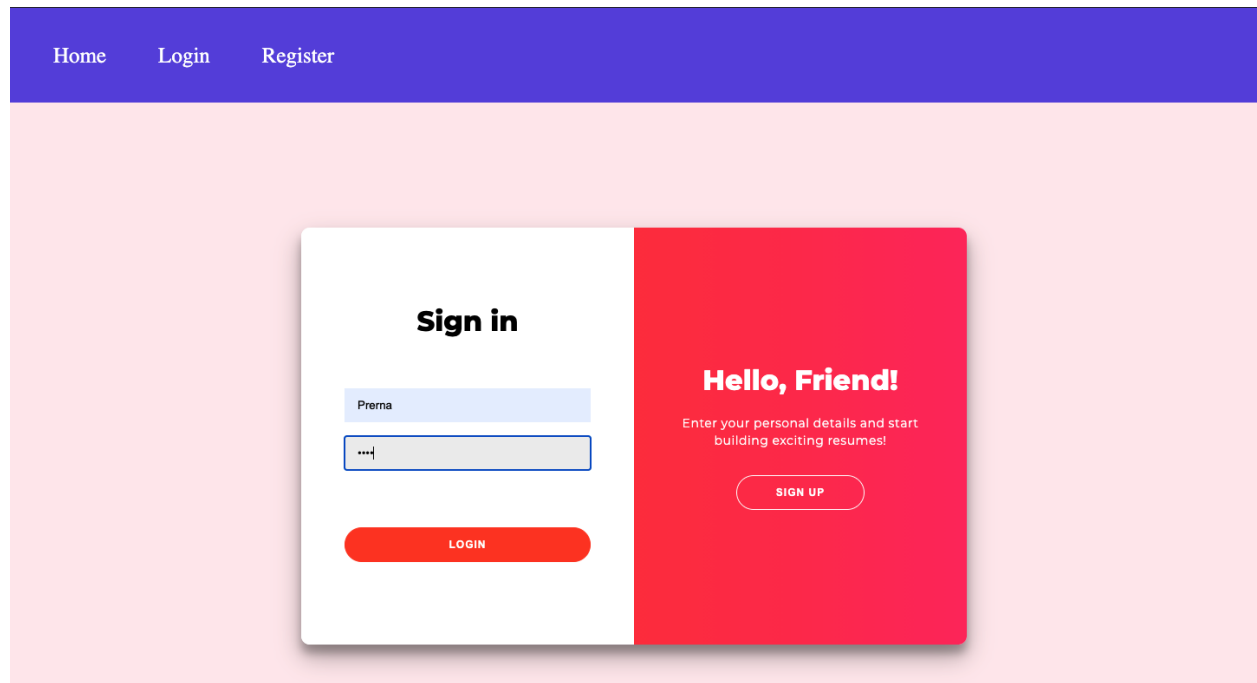 Home Login Register
Sign in
Prerna
••••
LOGIN
Hello, Friend!
Enter your personal details and start
building exciting resumes!
SIGN UP